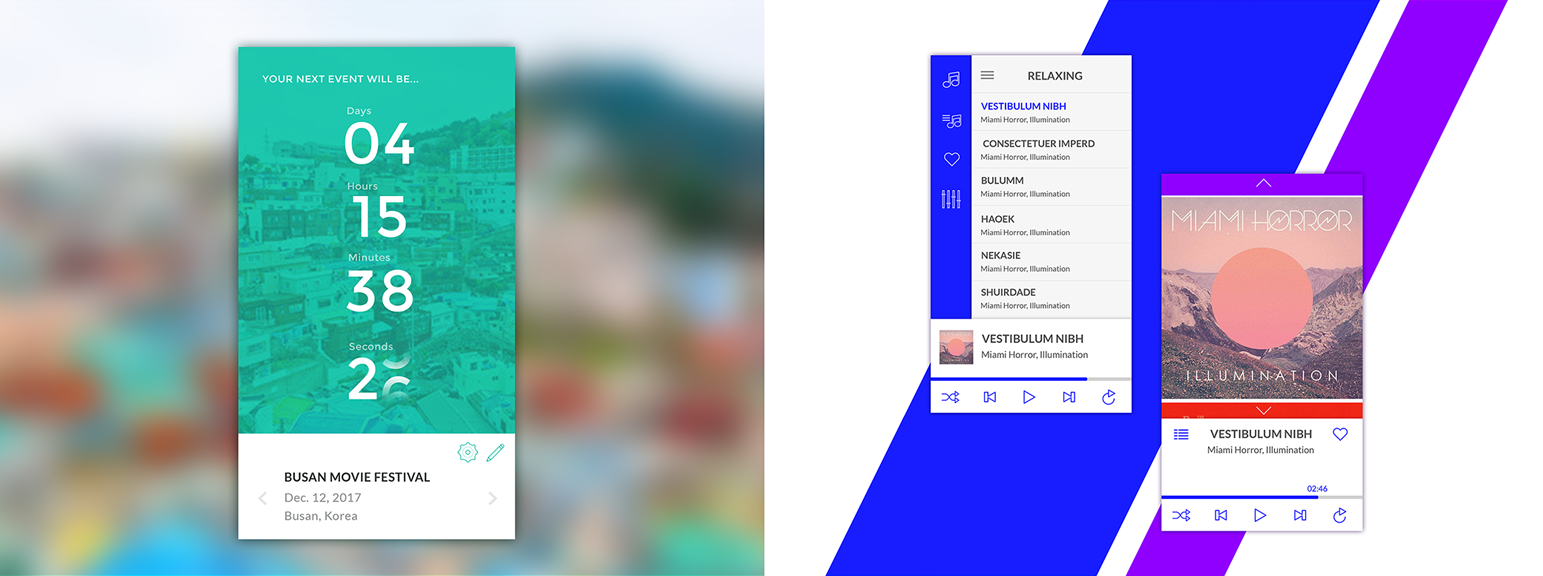 YOUR NEXT EVENT WILL BE...
Days
04
Hours
15
Minutes
38
Seconds
2
BUSAN MOVIE FESTIVAL
Dec. 12, 2017
Busan, Korea
RELAXING
VESTIBULUM NIBH
Miami Horror, Illumination
CONSECTETUER IMPERD
Miami Horror, Illumination
BULUMM
Miami Horror, Illumination
HAOEK
Miami Horror, Illumination
NEKASIE
Miami Horror, Illumination
SHUIRDADE
Miami Horror, Illumination
ILLUMINATION
VESTIBULUM NIBH
Miami Horror, Illumination
MIAMI HØRRØR
ILLUMINATION
VESTIBULUM NIBH
Miami Horror, Illumination
02:46